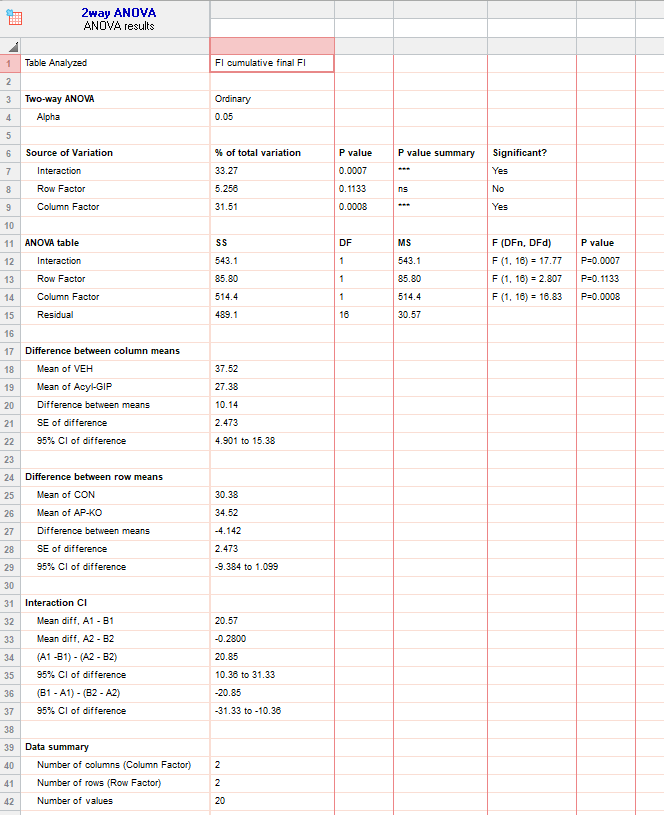 2way ANOVA
ANOVA results
1 Table Analyzed FI cumulative final FI
2
3 Two-way ANOVA Ordinary
4 Alpha 0.05
5
6 Source of Variation % of total variation P value P value summary Significant?
7 Interaction 33.27 0.0007 *** Yes
8 Row Factor 5.256 0.1133 ns No
9 Column Factor 31.51 0.0008 *** Yes
10
11 ANOVA table SS DF MS F (DFn, DFd) P value
12 Interaction 543.1 1 543.1 F (1, 16) = 17.77 P=0.0007
13 Row Factor 85.80 1 85.80 F (1, 16) = 2.807 P=0.1133
14 Column Factor 514.4 1 514.4 F (1, 16) = 16.83 P=0.0008
15 Residual 489.1 16 30.57
16
17 Difference between column means
18 Mean of VEH 37.52
19 Mean of Acyl-GIP 27.38
20 Difference between means 10.14
21 SE of difference 2.473
22 95% CI of difference 4.901 to 15.38
23
24 Difference between row means
25 Mean of CON 30.38
26 Mean of AP-KO 34.52
27 Difference between means -4.142
28 SE of difference 2.473
29 95% CI of difference -9.384 to 1.099
30
31 Interaction CI
32 Mean diff, A1 - B1 20.57
33 Mean diff, A2 - B2 -0.2800
34 (A1 -B1) - (A2 - B2) 20.85
35 95% CI of difference 10.36 to 31.33
36 (B1 - A1) - (B2 - A2) -20.85
37 95% CI of difference -31.33 to -10.36
38
39 Data summary
40 Number of columns (Column Factor) 2
41 Number of rows (Row Factor) 2
42 Number of values 20